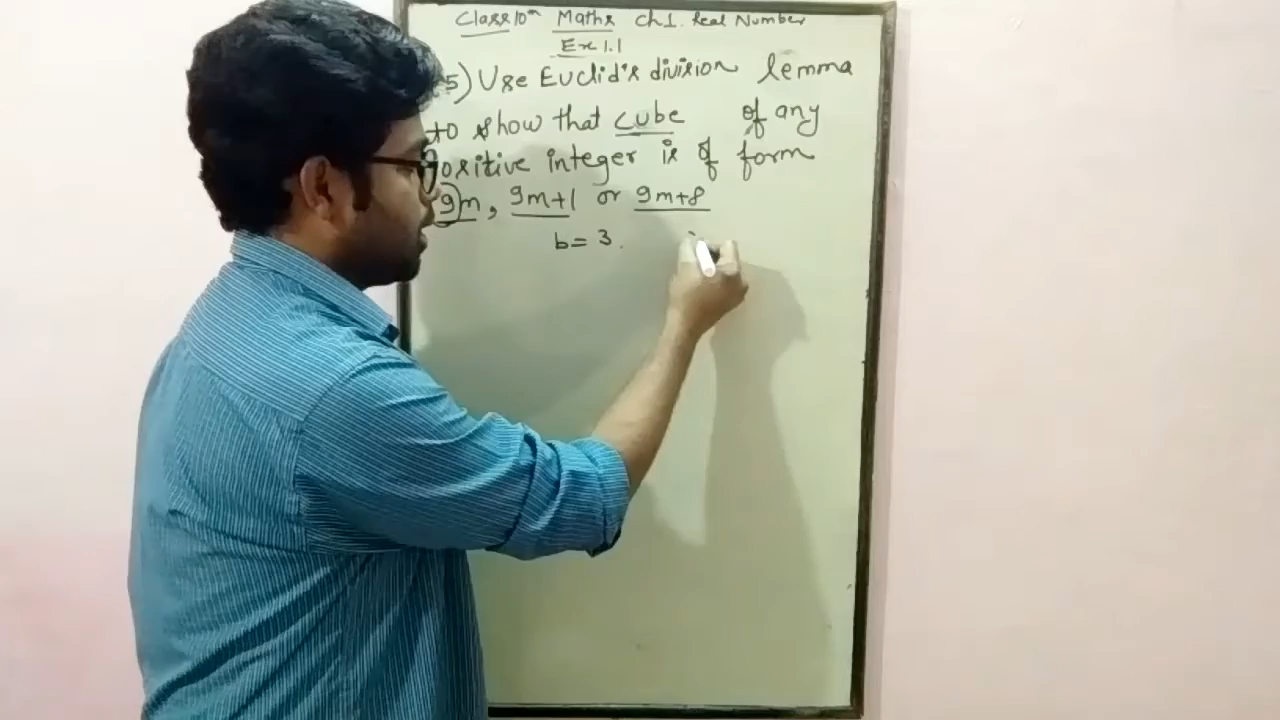 Class 10th Maths Ch1. Real Number
Ex 1.1
5) Use Euclid's division lemma
to show that cube of any
ositive integer is of form
9m, 9m+1 or 9m+8
b = 3.